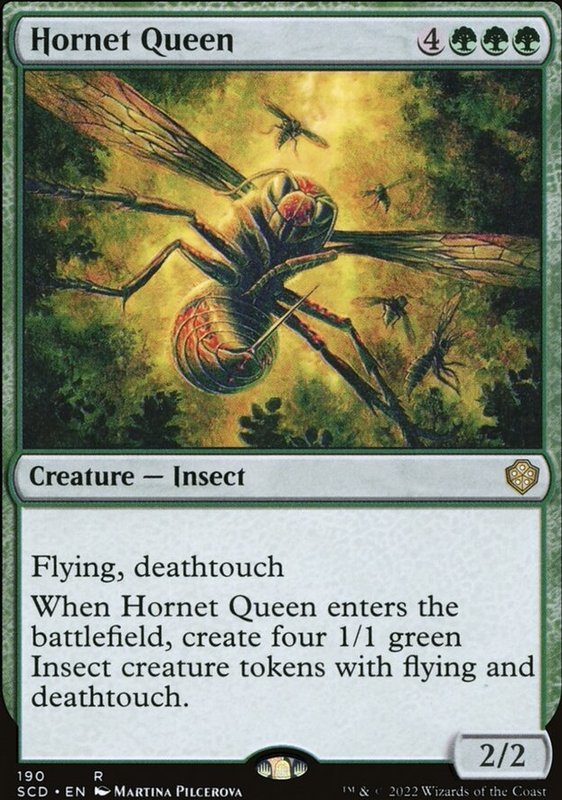 Hornet Queen 4
Creature — Insect
Flying, deathtouch
When Hornet Queen enters the
battlefield, create four 1/1 green
Insect creature tokens with flying and
deathtouch.
2/2
190 R
SCD • EN MARTINA PILCEROVA
™ & © 2022 Wizards of the Coast